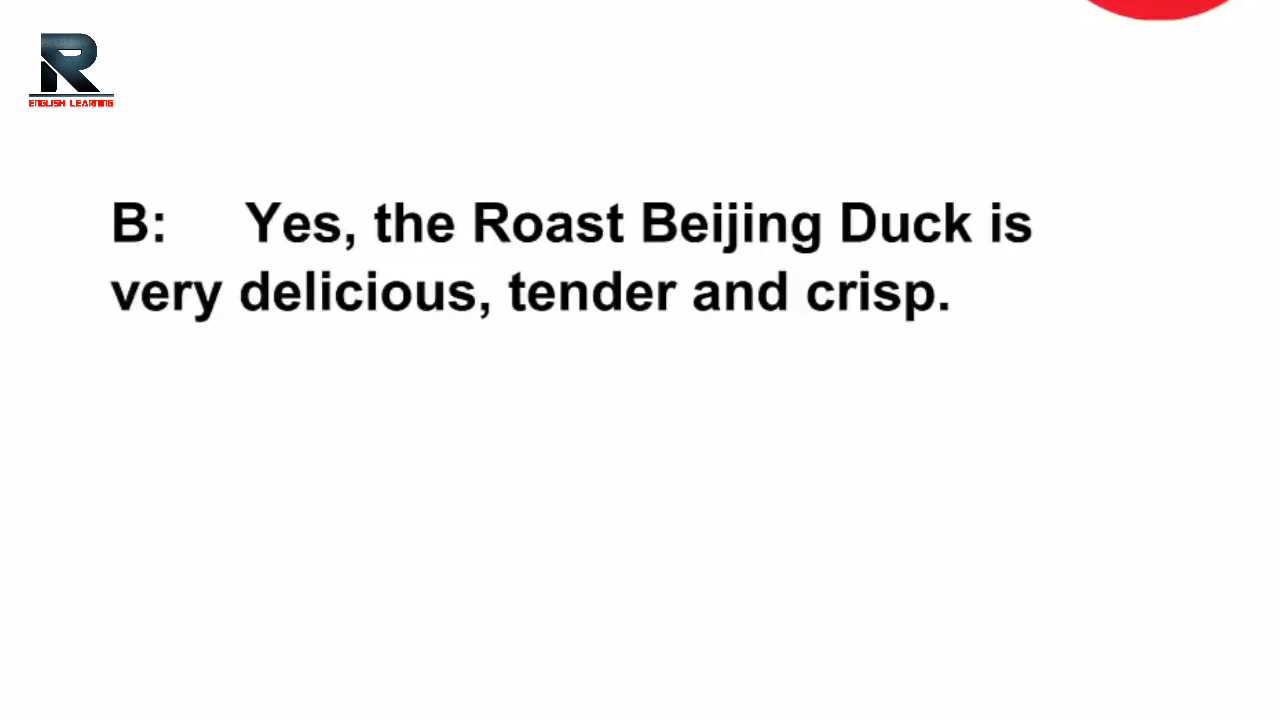 R
ENGLISH LEARNING
B: Yes, the Roast Beijing Duck is
very delicious, tender and crisp.